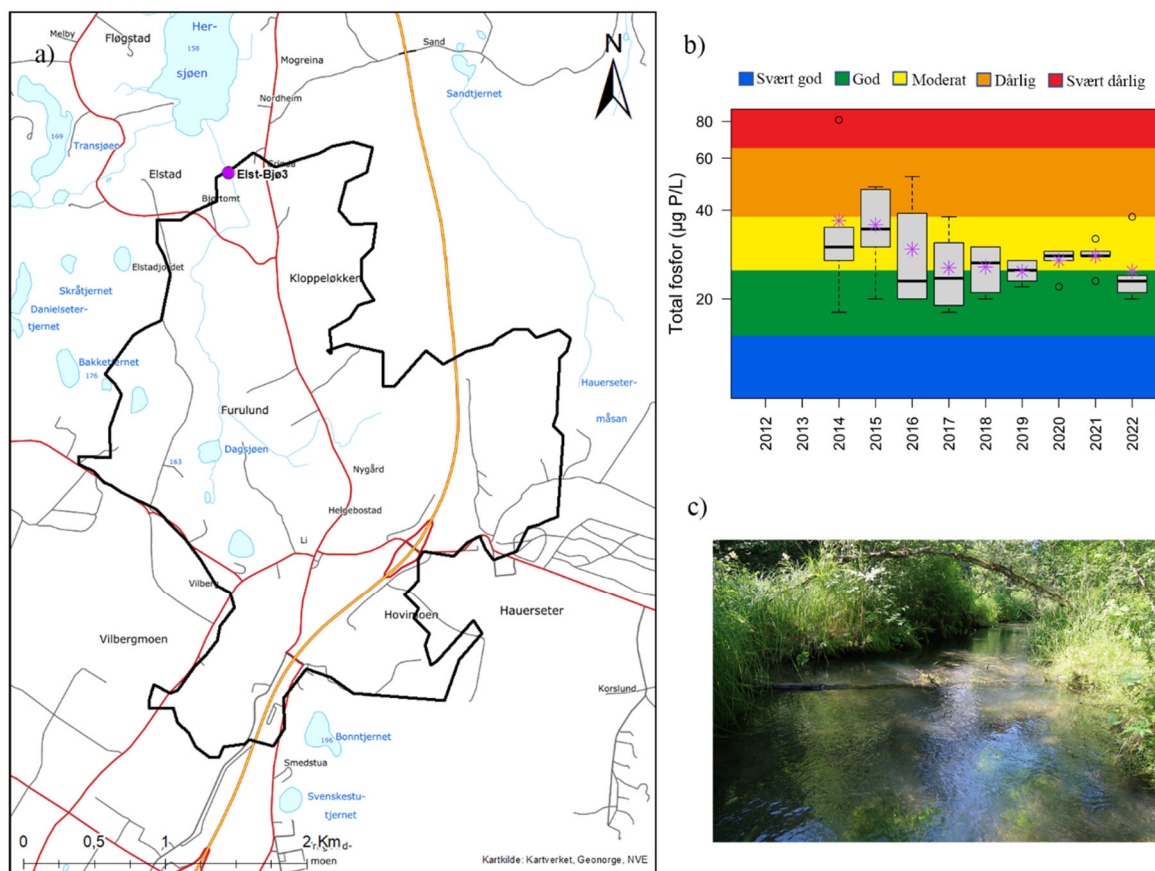 a)
Melby
Fløgstad
Her-
158
sjøen
Mogreina
Sand
N
Nordheim
Sandtjernet
169
Transjøen
Elstad
Elst-Bjø3
Elstadjordet
Kloppeløkken
Skråtjernet
Danielseter-
tjernet
Bakketjernet
176
Hauerseter-
måsan
Furulund
Dagsjøen
163
Nygård
Helgebostad
Li
Vilberg
Hovimoen
Hauerseter
Vilbergmoen
Korslund
196
Bonntjernet
Smedstua
Svenskestu-
tjernet
0 0,5 1 2 Km
moen
Kartkilde: Kartverket, Geonorge, NVE
b)
Svært god God Moderat Dårlig Svært dårlig
Total fosfor (µg P/L)
80
60
40
20
2012 2013 2014 2015 2016 2017 2018 2019 2020 2021 2022
c)